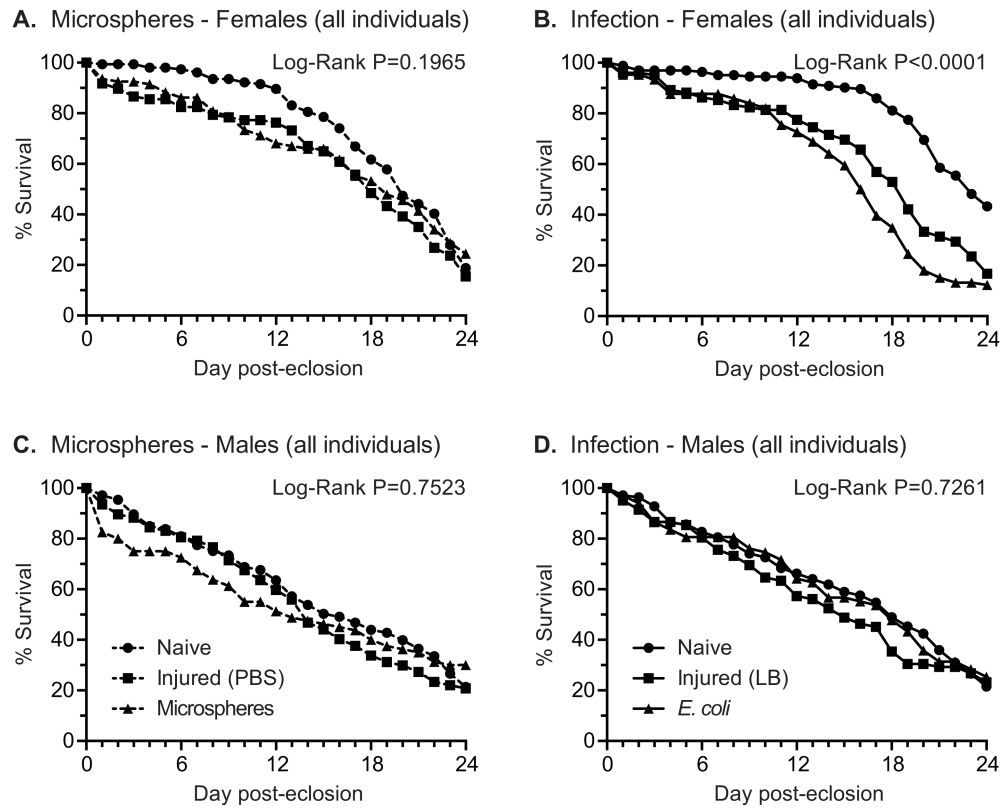 A. Microspheres - Females (all individuals)
Log-Rank P=0.1965
100
80
60
40
20
0
% Survival
0 6 12 18 24
Day post-eclosion
B. Infection - Females (all individuals)
Log-Rank P<0.0001
100
80
60
40
20
0
% Survival
0 6 12 18 24
Day post-eclosion
C. Microspheres - Males (all individuals)
Log-Rank P=0.7523
100
80
60
40
20
0
% Survival
Naive
Injured (PBS)
Microspheres
0 6 12 18 24
Day post-eclosion
D. Infection - Males (all individuals)
Log-Rank P=0.7261
100
80
60
40
20
0
% Survival
Naive
Injured (LB)
E. coli
0 6 12 18 24
Day post-eclosion